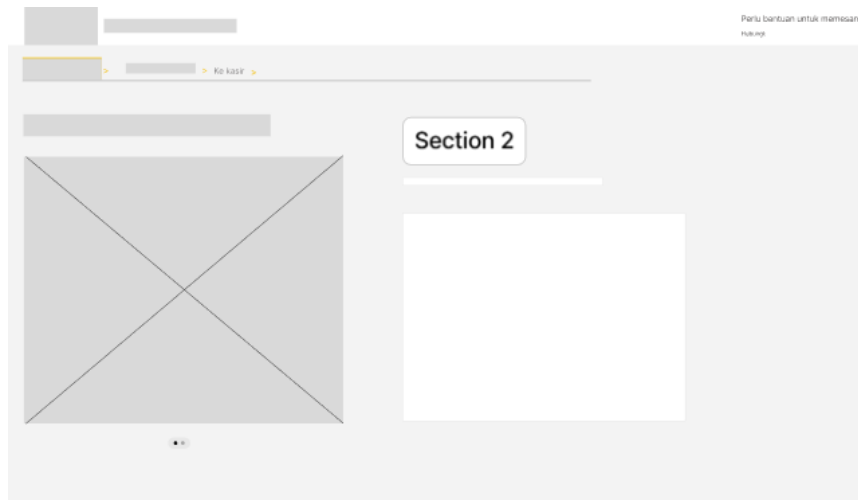 Perlu bantuan untuk memesan
Hubungi
> > Ke kasir >
Section 2